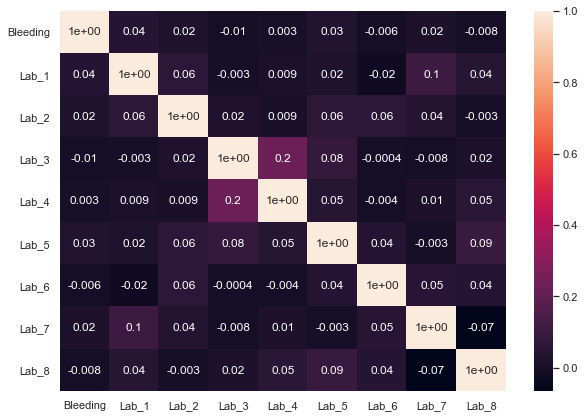 Bleeding 1e+00 0.04 0.02 -0.01 0.003 0.03 -0.006 0.02 -0.008
Lab_1 0.04 1e+00 0.06 -0.003 0.009 0.02 -0.02 0.1 0.04
Lab_2 0.02 0.06 1e+00 0.02 0.009 0.06 0.06 0.04 -0.003
Lab_3 -0.01 -0.003 0.02 1e+00 0.2 0.08 -0.0004 -0.008 0.02
Lab_4 0.003 0.009 0.009 0.2 1e+00 0.05 -0.004 0.01 0.05
Lab_5 0.03 0.02 0.06 0.08 0.05 1e+00 0.04 -0.003 0.09
Lab_6 -0.006 -0.02 0.06 -0.0004 -0.004 0.04 1e+00 0.05 0.04
Lab_7 0.02 0.1 0.04 -0.008 0.01 -0.003 0.05 1e+00 -0.07
Lab_8 -0.008 0.04 -0.003 0.02 0.05 0.09 0.04 -0.07 1e+00
Bleeding Lab_1 Lab_2 Lab_3 Lab_4 Lab_5 Lab_6 Lab_7 Lab_8
1.0
0.8
0.6
0.4
0.2
0.0